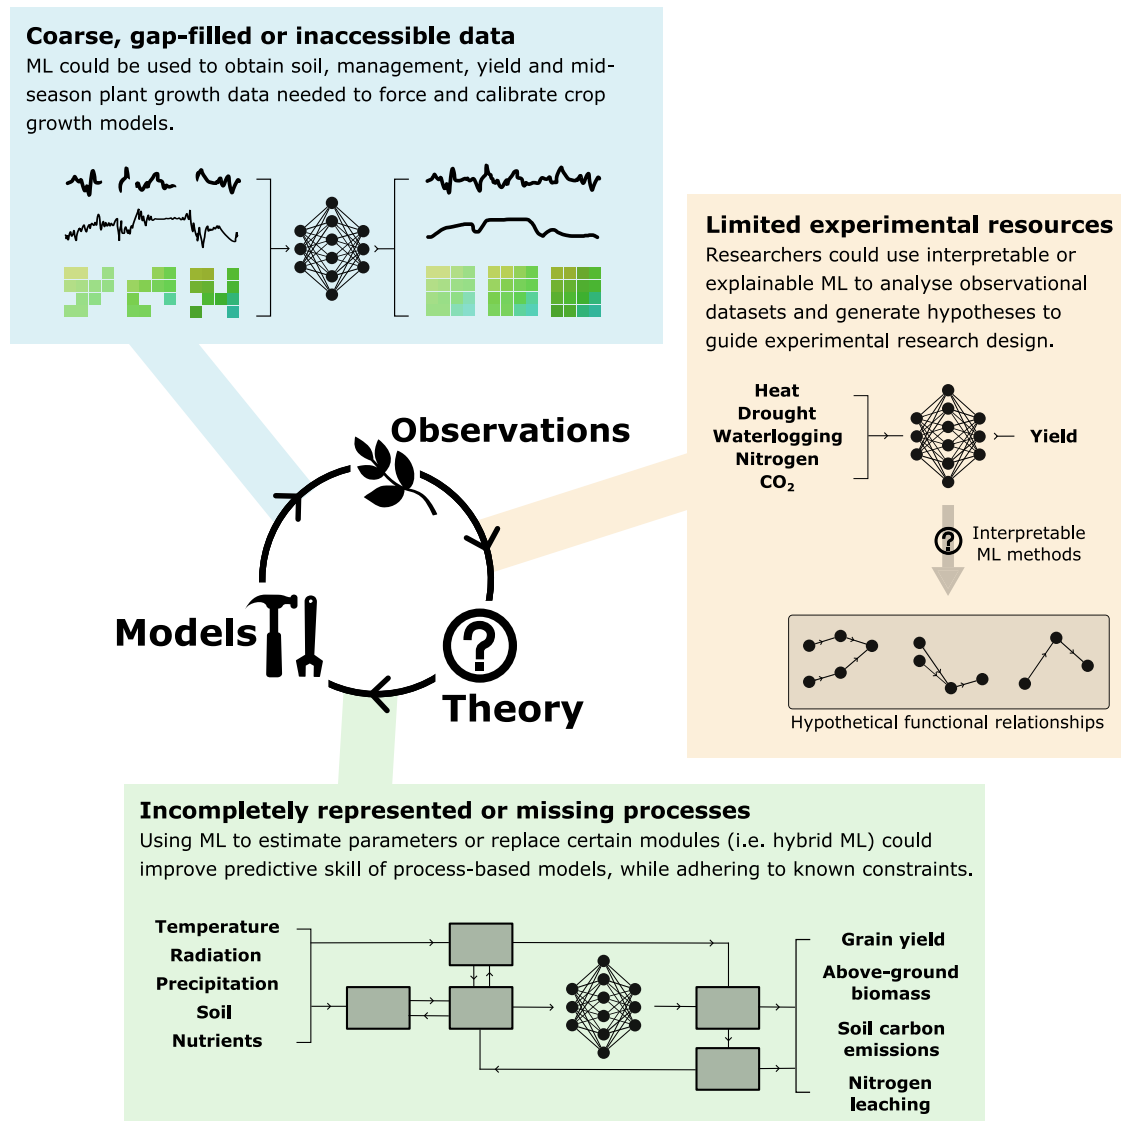 Coarse, gap-filled or inaccessible data
ML could be used to obtain soil, management, yield and mid-
season plant growth data needed to force and calibrate crop
growth models.
Limited experimental resources
Researchers could use interpretable or
explainable ML to analyse observational
datasets and generate hypotheses to
guide experimental research design.
Heat
Drought
Waterlogging
Nitrogen
CO₂
Yield
?
Interpretable
ML methods
Hypothetical functional relationships
Observations
Models
?
Theory
Incompletely represented or missing processes
Using ML to estimate parameters or replace certain modules (i.e. hybrid ML) could
improve predictive skill of process-based models, while adhering to known constraints.
Temperature
Radiation
Precipitation
Soil
Nutrients
Grain yield
Above-ground
biomass
Soil carbon
emissions
Nitrogen
leaching